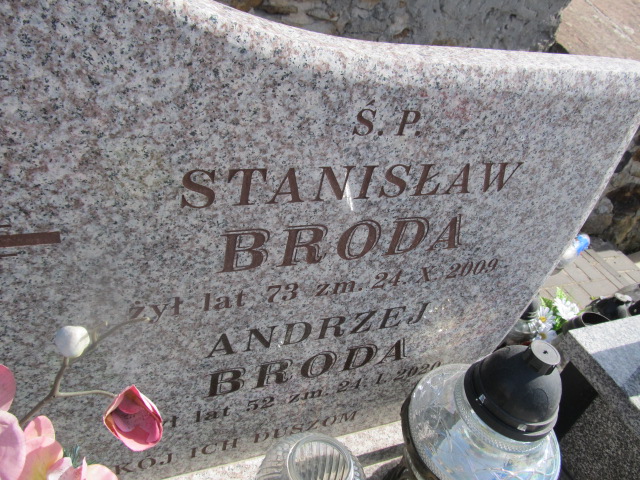 Ś. P.
STANISŁAW
BRODA
żył lat 73 zm. 24 X 2009
ANDRZEJ
BRODA
lat 52 zm. 24. I. 2020
ICH DUSZOM